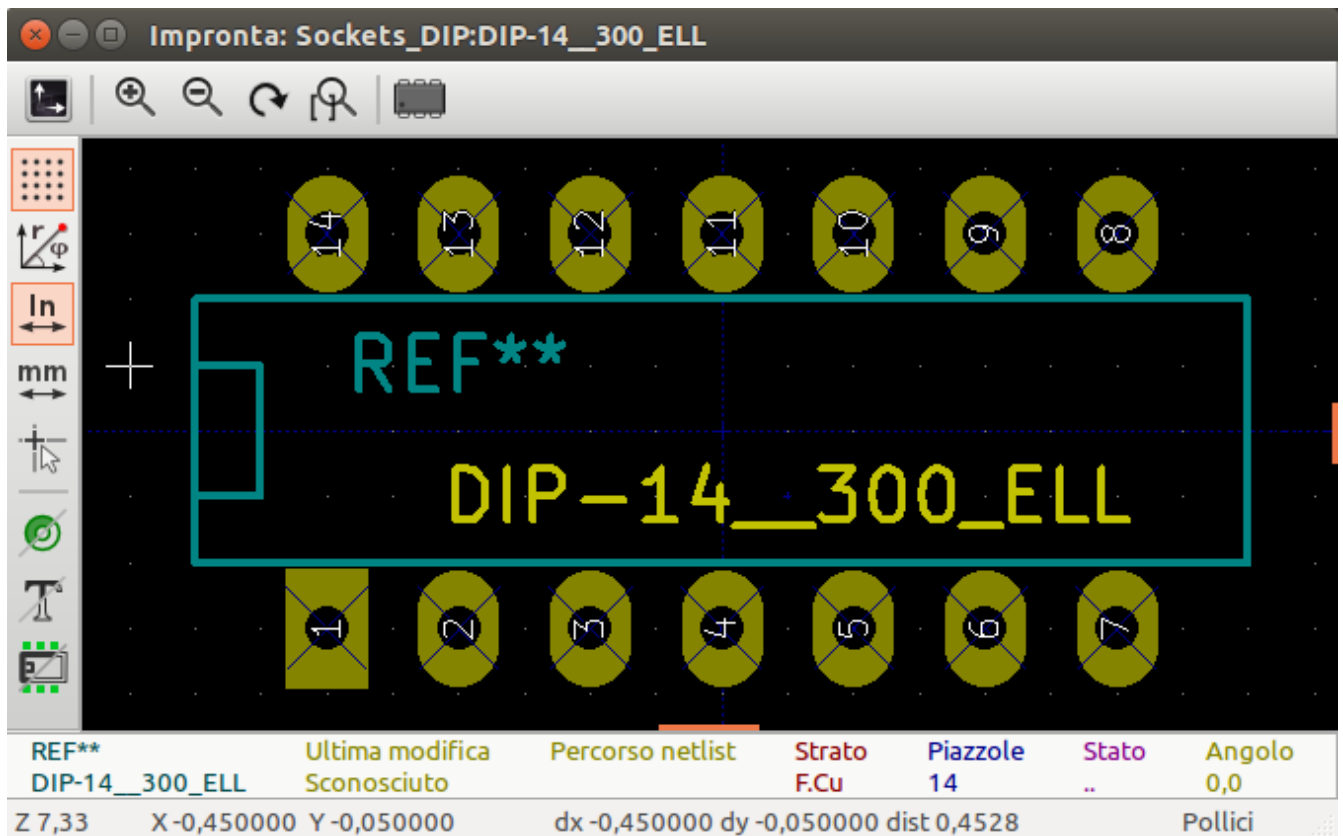 Impronta: Sockets_DIP:DIP-14__300_ELL
r
φ
In
mm
14 13 12 11 10 9 8
REF**
DIP-14__300_ELL
1 2 3 4 5 6 7
REF** Ultima modifica Percorso netlist Strato Piazzole Stato Angolo
DIP-14__300_ELL Sconosciuto F.Cu 14 .. 0,0
Z 7,33 X -0,450000 Y -0,050000 dx -0,450000 dy -0,050000 dist 0,4528 Pollici